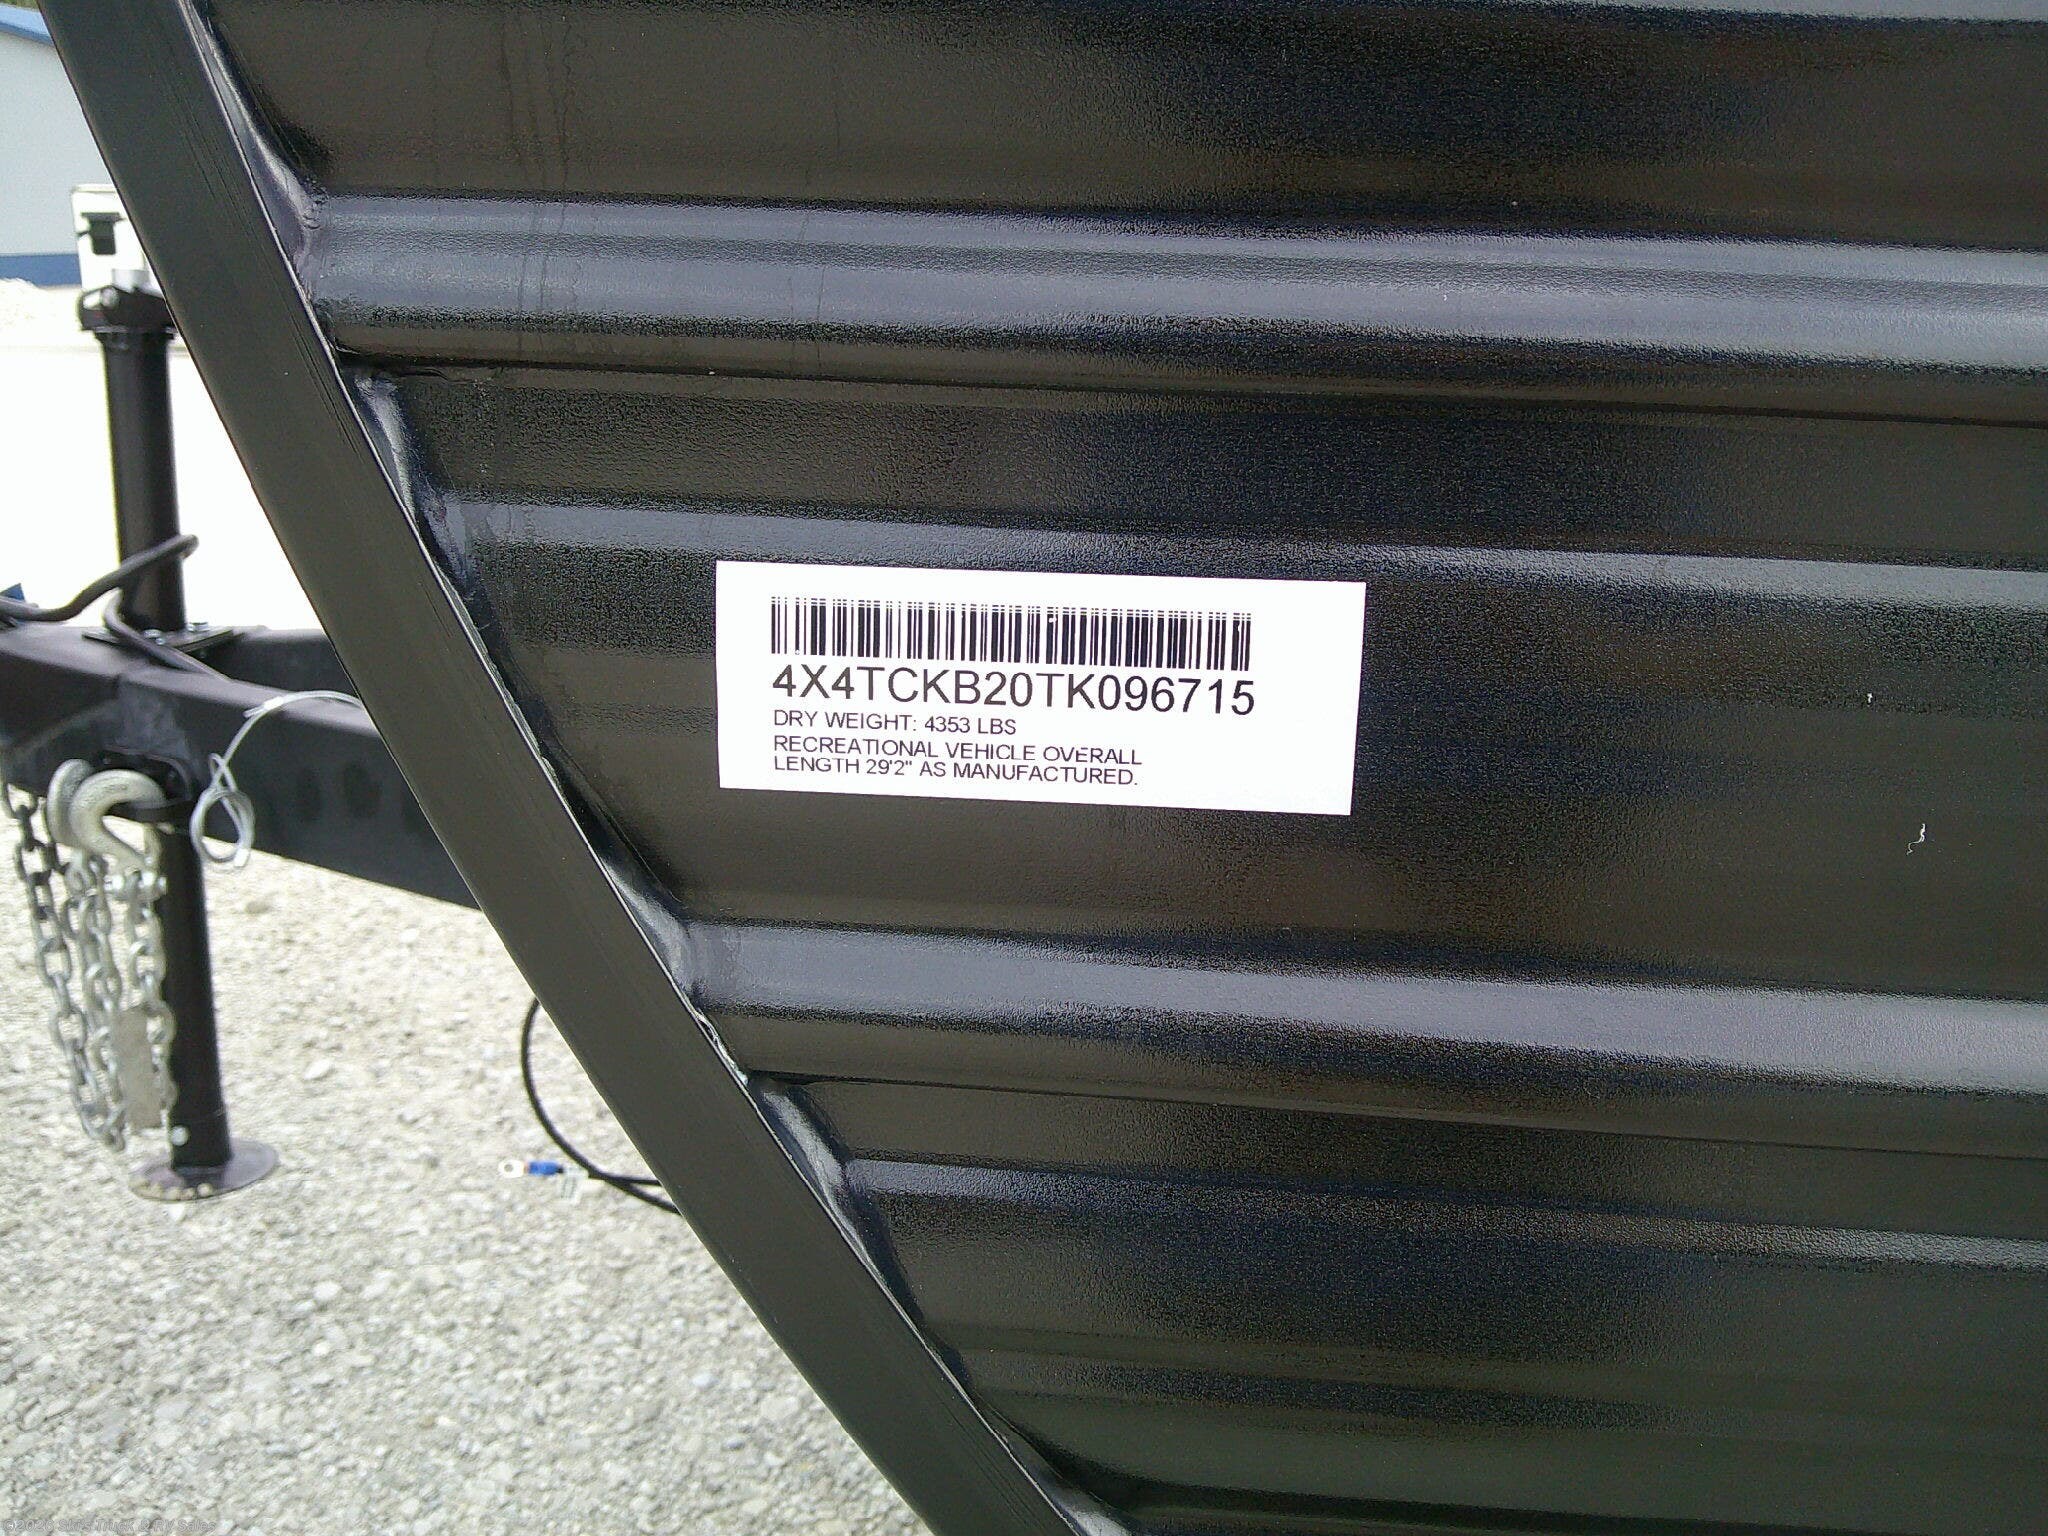 4X4TCKB20TK096715
DRY WEIGHT: 4353 LBS
RECREATIONAL VEHICLE OVERALL
LENGTH 29'2" AS MANUFACTURED.